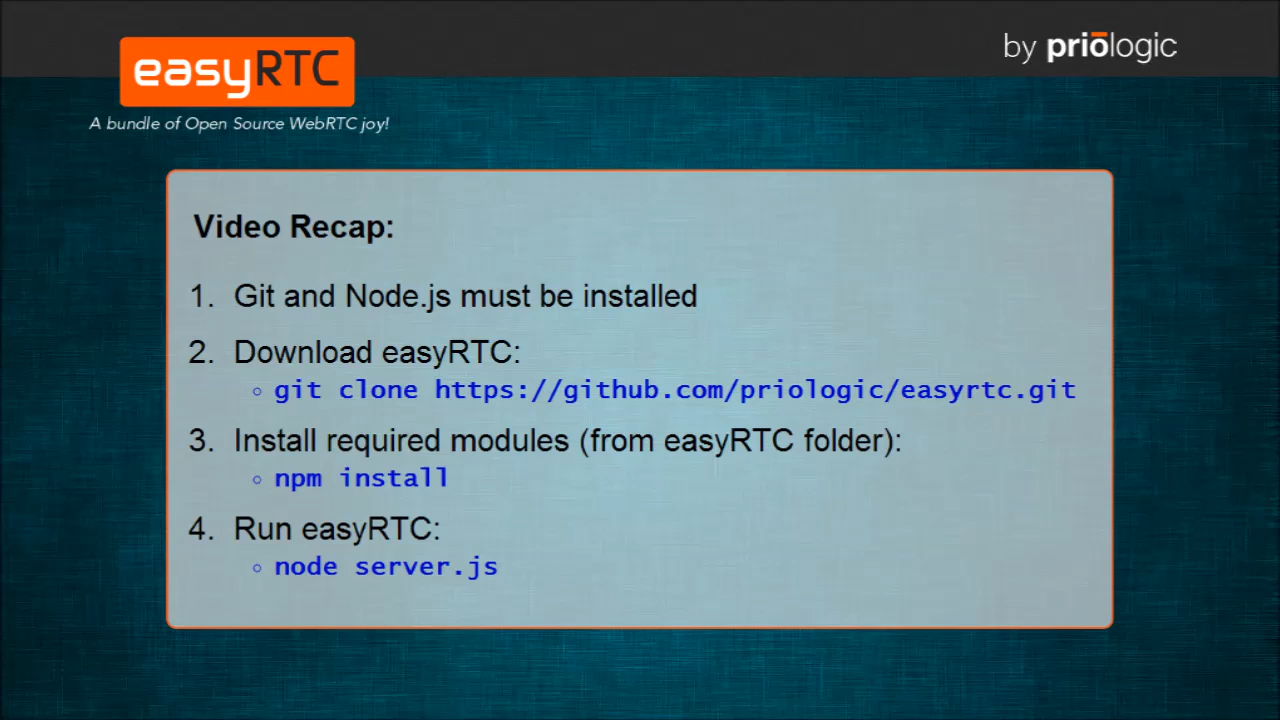 by priōlogic
easyRTC
A bundle of Open Source WebRTC joy!
Video Recap:
1. Git and Node.js must be installed
2. Download easyRTC:
◦ git clone https://github.com/priologic/easyrtc.git
3. Install required modules (from easyRTC folder):
◦ npm install
4. Run easyRTC:
◦ node server.js